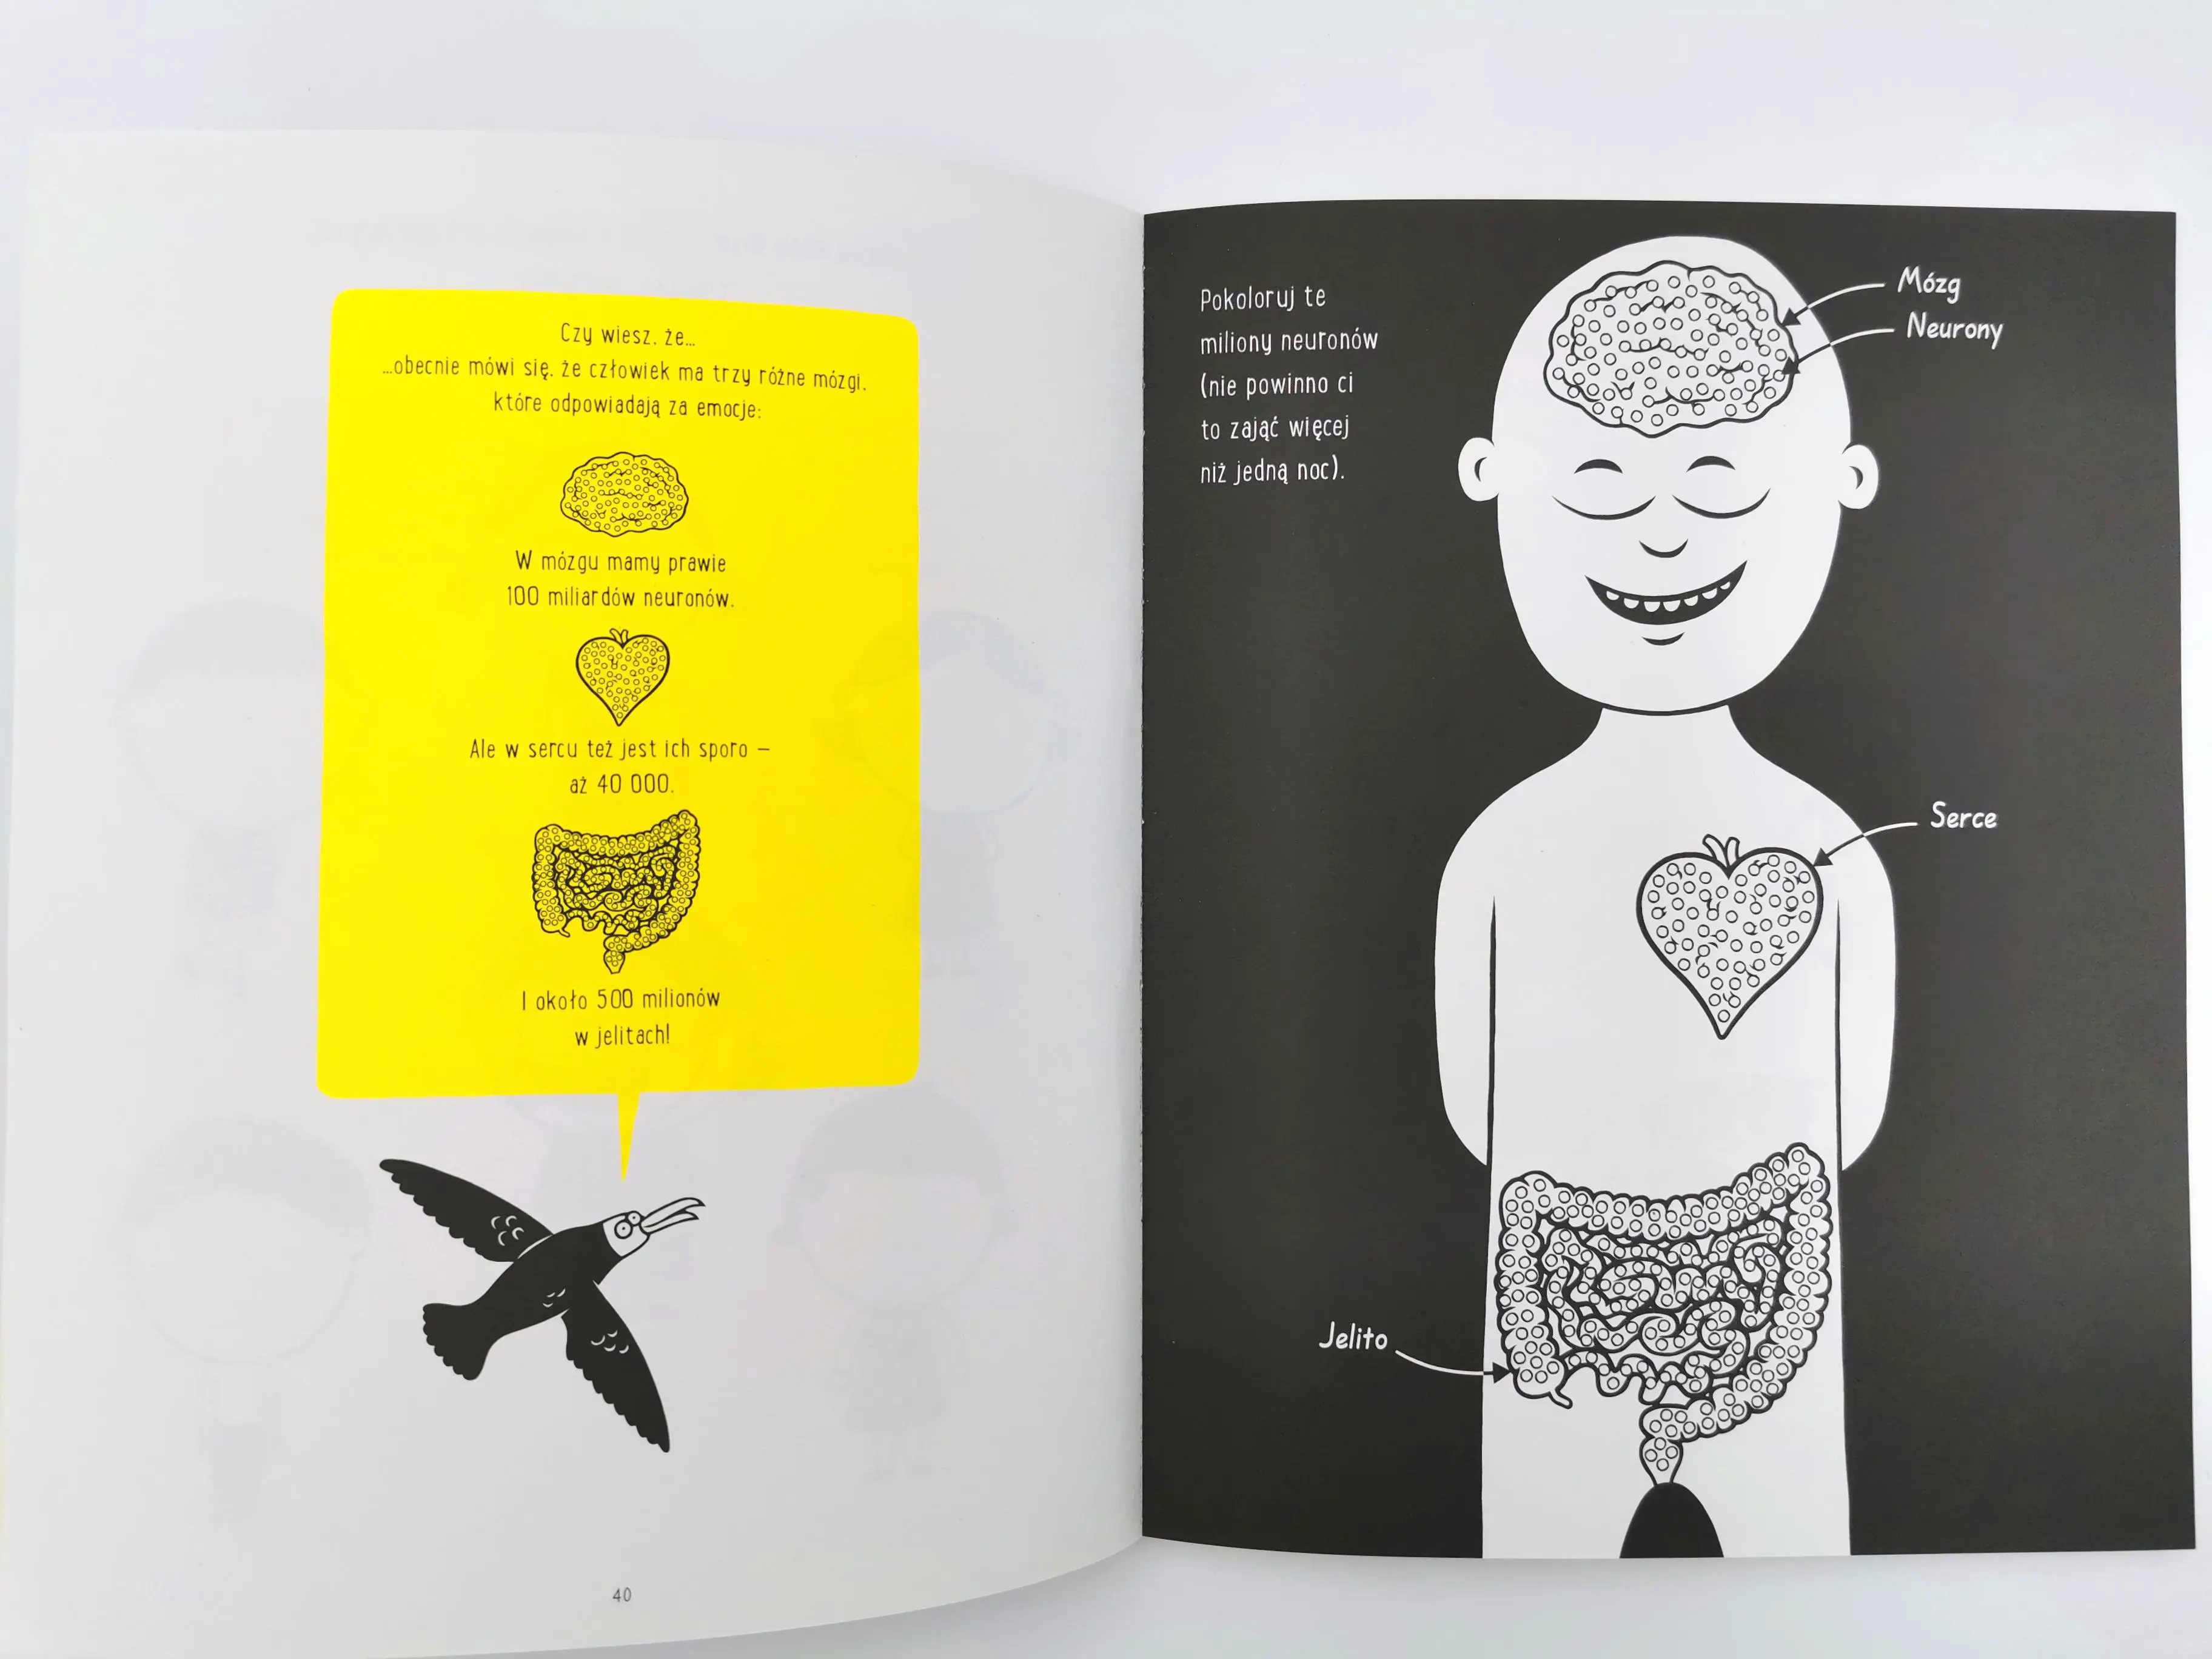 Czy wiesz, że...
...obecnie mówi się, że człowiek ma trzy różne mózgi,
które odpowiadają za emocje:
W mózgu mamy prawie
100 miliardów neuronów.
Ale w sercu też jest ich sporo –
aż 40 000.
I około 500 milionów
w jelitach!
40
Pokoloruj te
miliony neuronów
(nie powinno ci
to zająć więcej
niż jedną noc).
Mózg
Neurony
Serce
Jelito